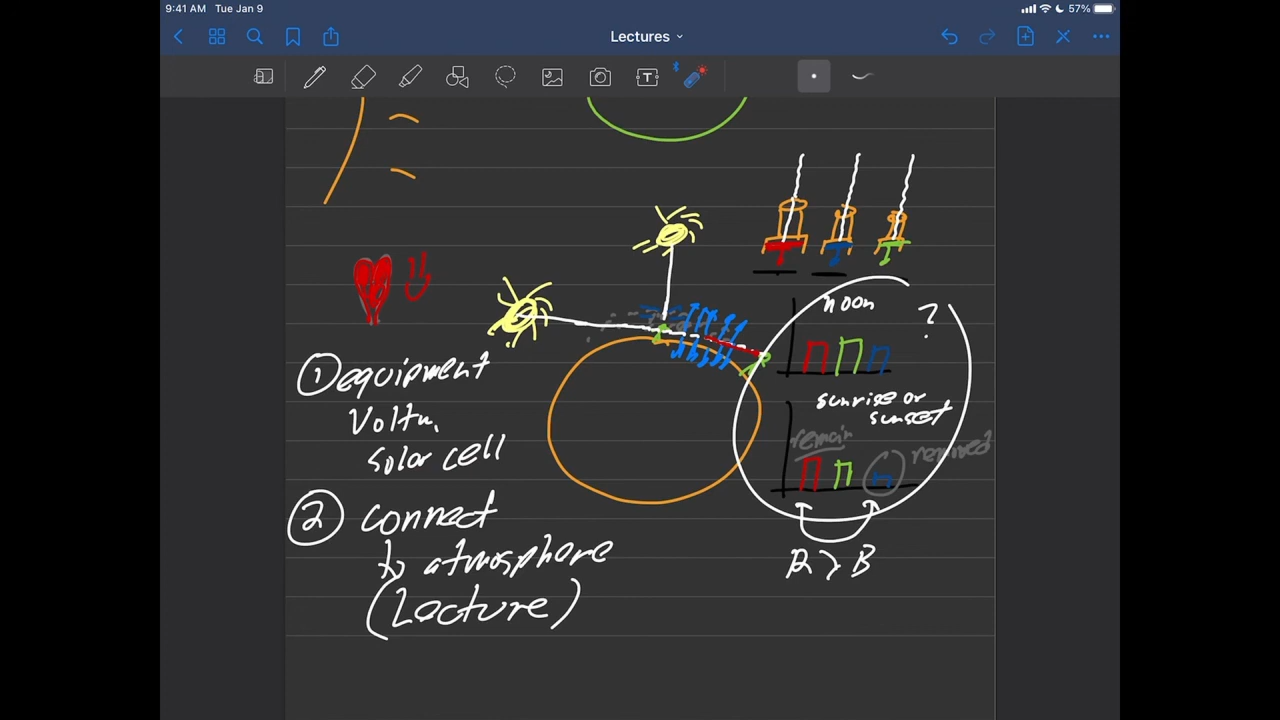 9:41 AM Tue Jan 9
57%
Lectures
T
noon
?
① equipment
Voltm.
Solar cell
sunrise or
sunset
remain
removed
② Connect
to atmosphere
(Lecture)
R > B